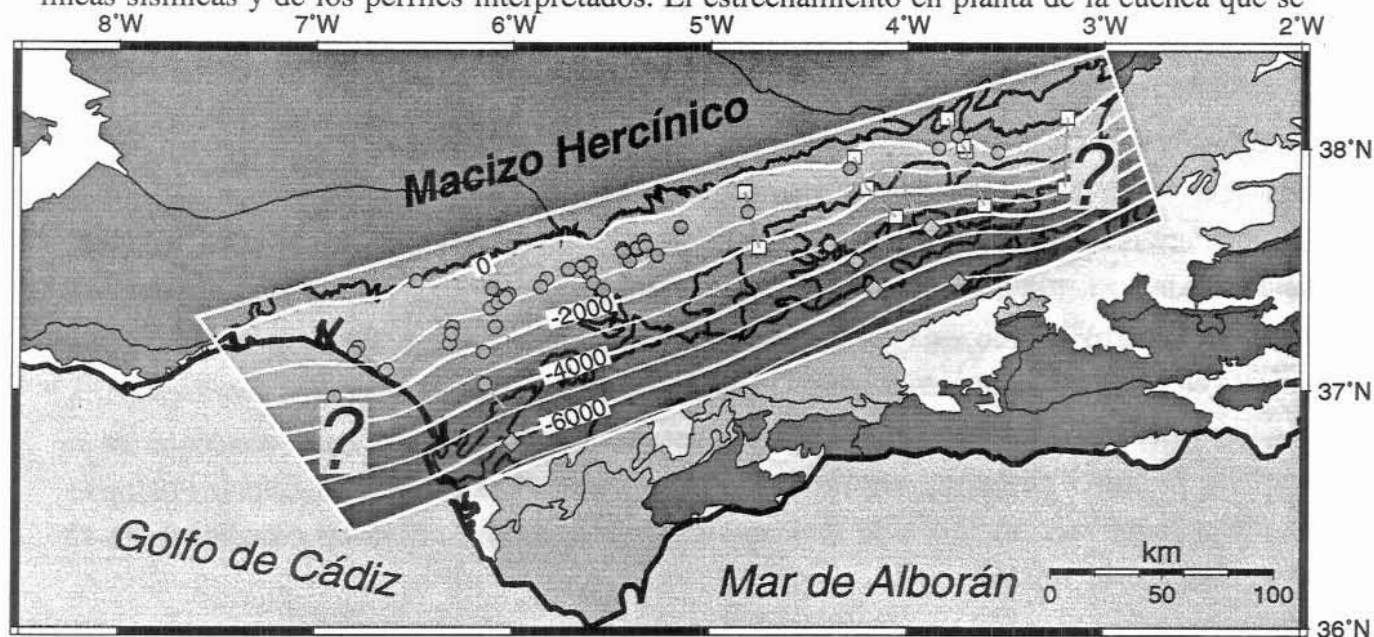 líneas sísmicas y de los perfiles interpretados. El estrechamiento en planta de la cuenca que se
8˚W 7˚W 6˚W 5˚W 4˚W 3˚W 2˚W
Macizo Hercínico
38˚N
?
0
-2000
-4000
37˚N
-6000
?
Golfo de Cádiz
Mar de Alborán
km
0 50 100
36˚N